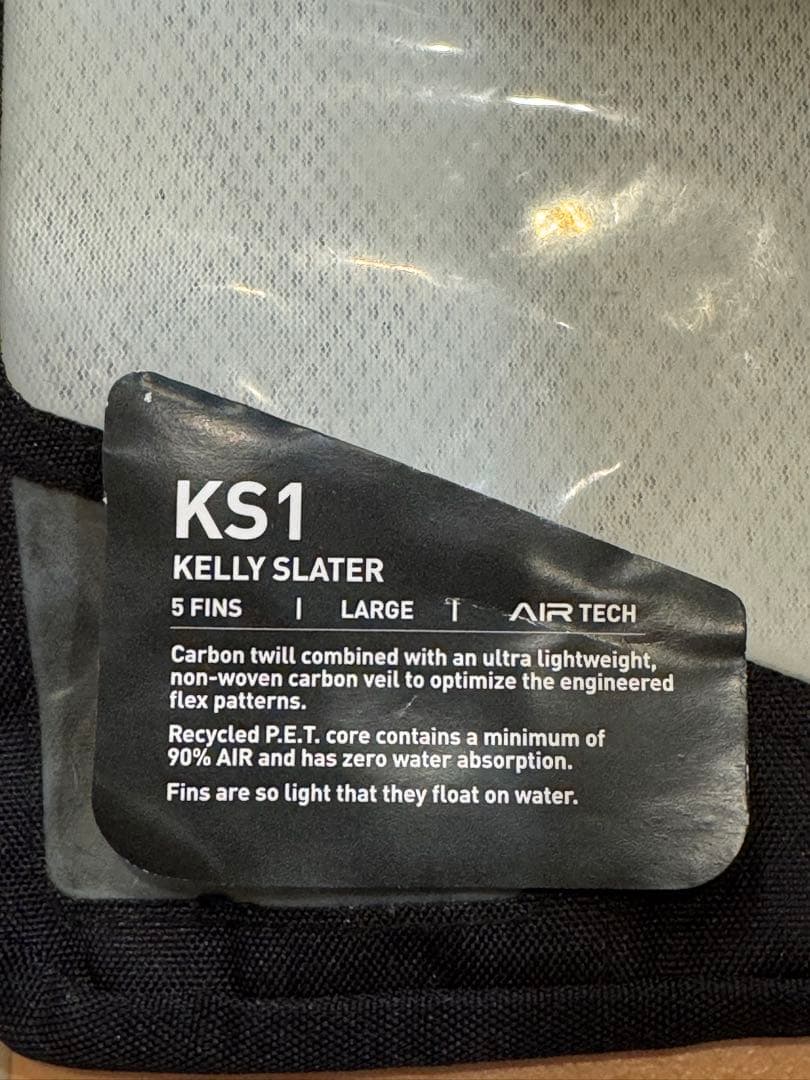 KS1
KELLY SLATER
5 FINS | LARGE | AIR TECH
Carbon twill combined with an ultra lightweight,
non-woven carbon veil to optimize the engineered
flex patterns.
Recycled P.E.T. core contains a minimum of
90% AIR and has zero water absorption.
Fins are so light that they float on water.